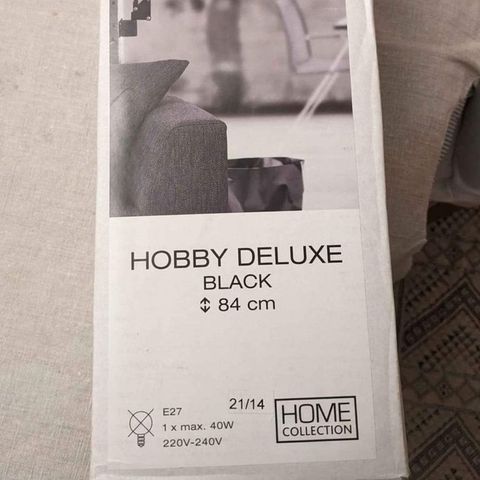 HOBBY DELUXE
BLACK
⇕ 84 cm
E27
1 x max. 40W
220V-240V
21/14
HOME
COLLECTION